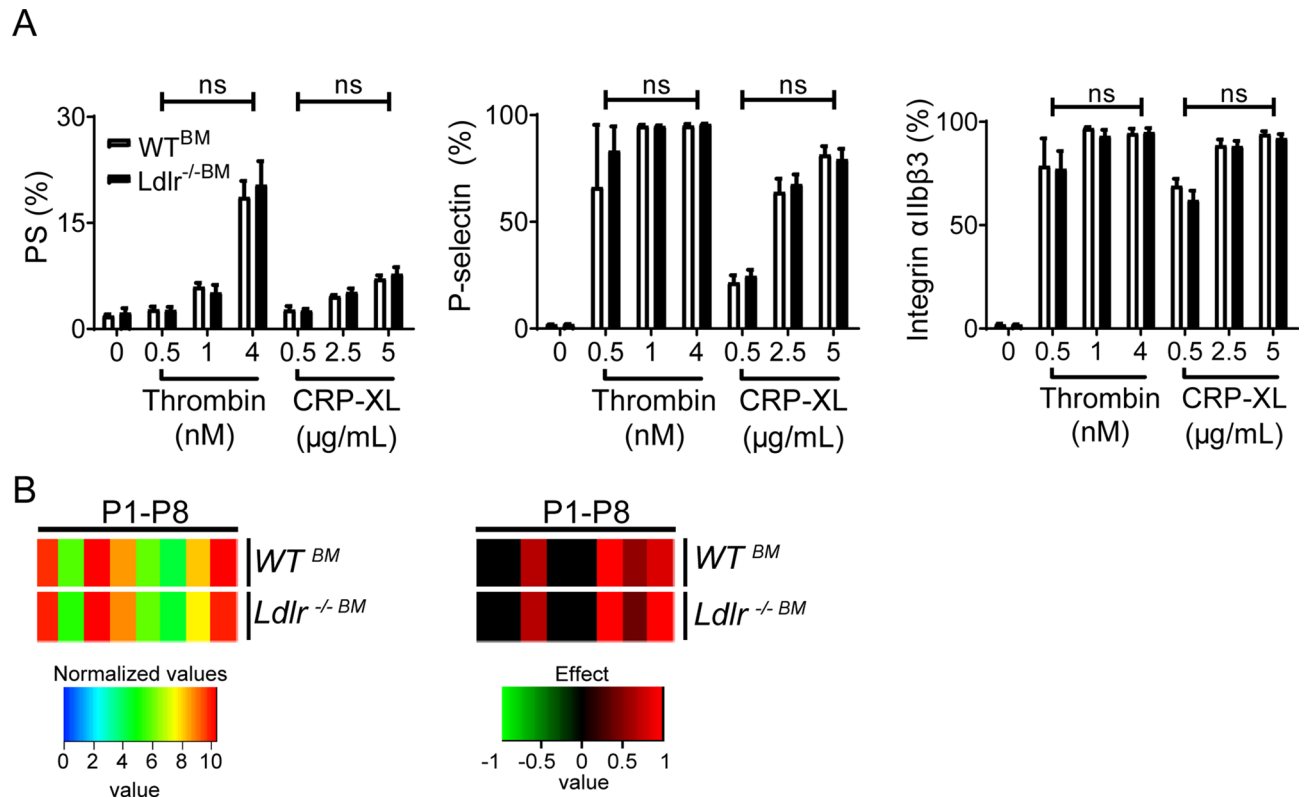 A
ns ns
30
15
0
PS (%)
WT^BM
Ldlr^-/-BM
0 0.5 1 4 0.5 2.5 5
Thrombin CRP-XL
(nM) (µg/mL)
ns ns
100
50
0
P-selectin (%)
0 0.5 1 4 0.5 2.5 5
Thrombin CRP-XL
(nM) (µg/mL)
ns ns
100
50
0
Integrin αIIbβ3 (%)
0 0.5 1 4 0.5 2.5 5
Thrombin CRP-XL
(nM) (µg/mL)
B
P1-P8
WT BM
Ldlr -/- BM
Normalized values
0 2 4 6 8 10
value
P1-P8
WT BM
Ldlr -/- BM
Effect
-1 -0.5 0 0.5 1
value